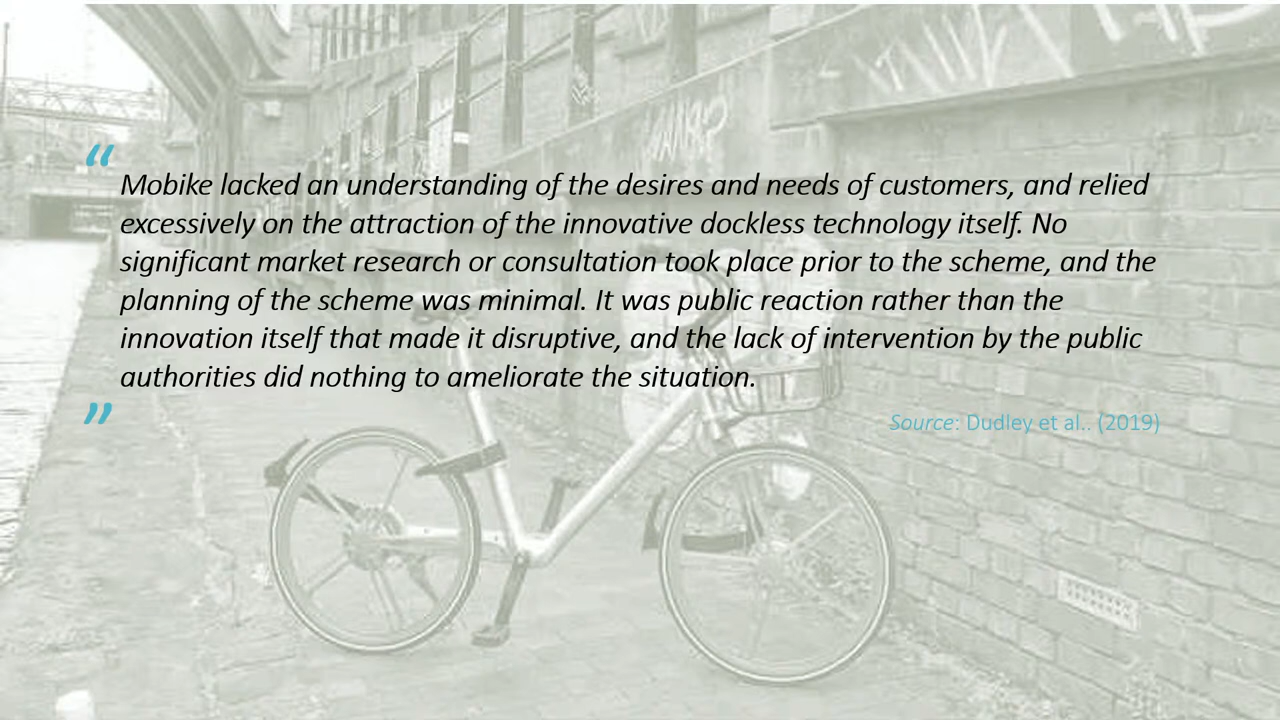 “
Mobike lacked an understanding of the desires and needs of customers, and relied
excessively on the attraction of the innovative dockless technology itself. No
significant market research or consultation took place prior to the scheme, and the
planning of the scheme was minimal. It was public reaction rather than the
innovation itself that made it disruptive, and the lack of intervention by the public
authorities did nothing to ameliorate the situation.
”
Source: Dudley et al.. (2019)